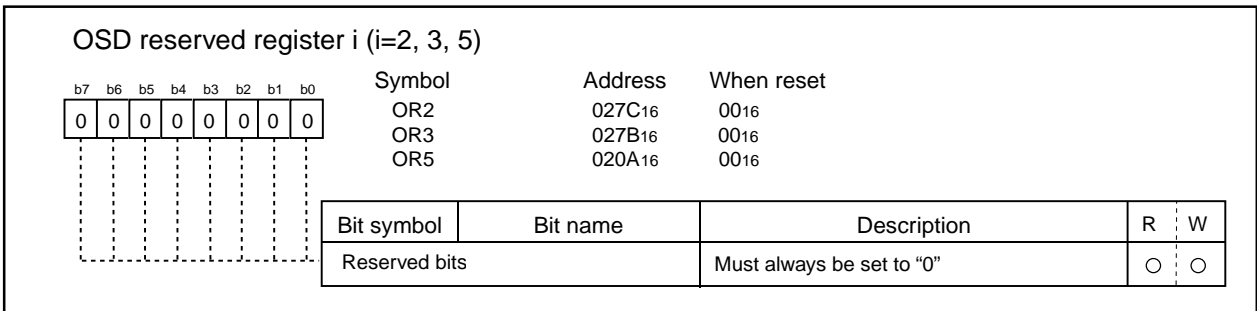 OSD reserved register i (i=2, 3, 5)
b7 b6 b5 b4 b3 b2 b1 b0
0 0 0 0 0 0 0 0
Symbol Address When reset
OR2 027C16 0016
OR3 027B16 0016
OR5 020A16 0016
Bit symbol Bit name Description R W
Reserved bits Must always be set to “0” ○ ○